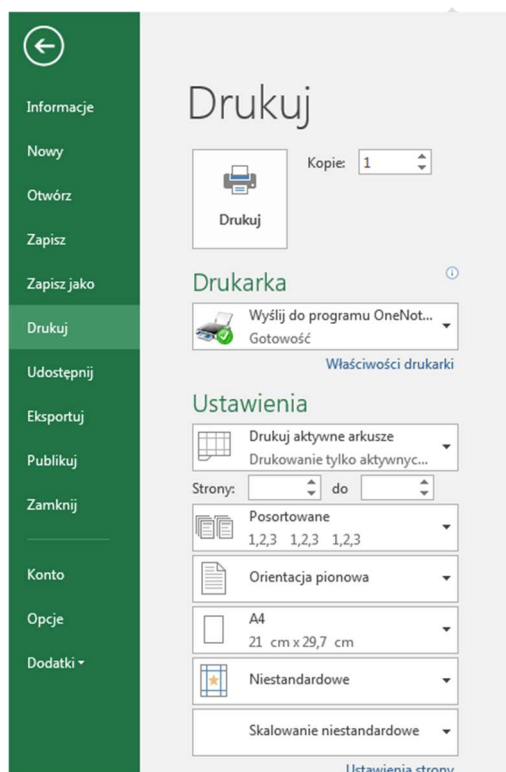 Informacje
Nowy
Otwórz
Zapisz
Zapisz jako
Drukuj
Udostępnij
Eksportuj
Publikuj
Zamknij
Konto
Opcje
Dodatki
Drukuj
Drukuj
Kopie: 1
Drukarka
Wyślij do programu OneNot...
Gotowość
Właściwości drukarki
Ustawienia
Drukuj aktywne arkusze
Drukowanie tylko aktywnyc...
Strony: do
Posortowane
1,2,3 1,2,3 1,2,3
Orientacja pionowa
A4
21 cm x 29,7 cm
Niestandardowe
Skalowanie niestandardowe
Ustawienia strony